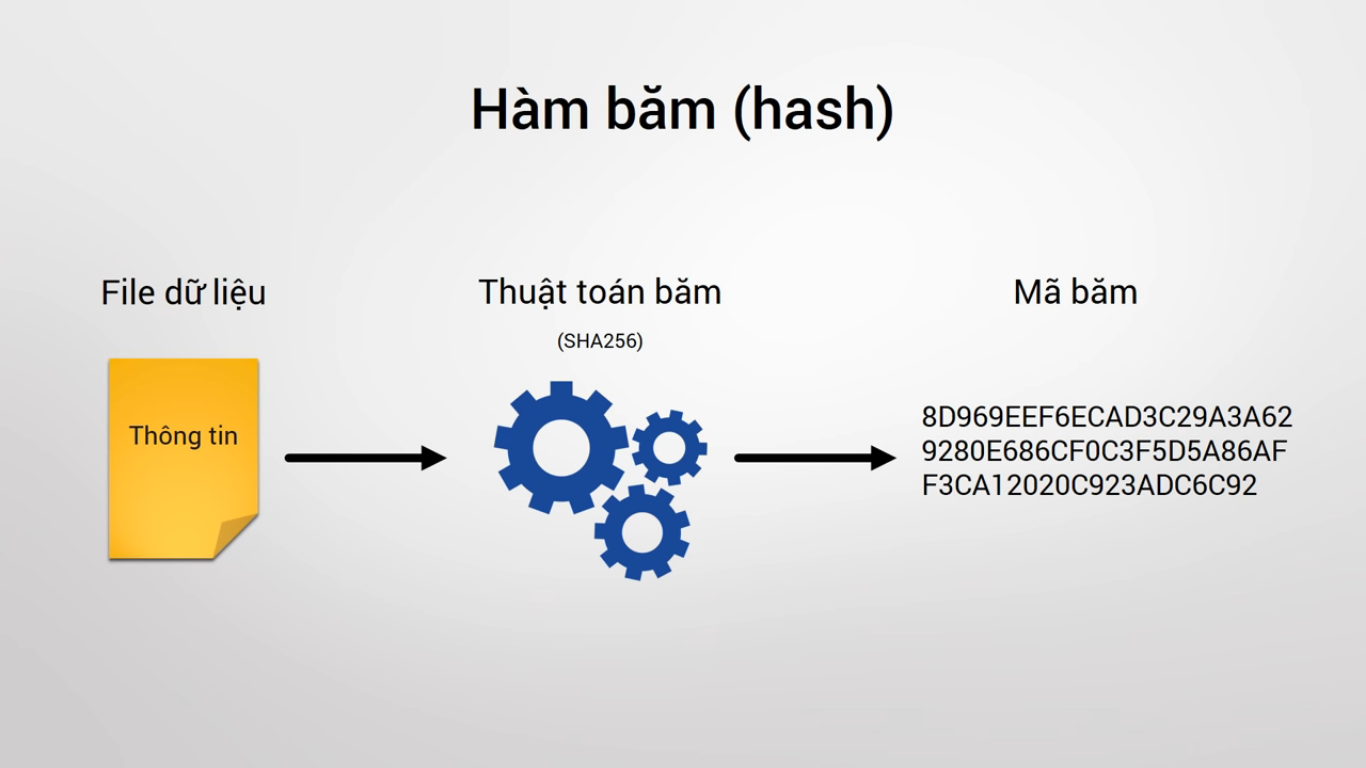 Hàm băm (hash)
File dữ liệu
Thông tin
Thuật toán băm
(SHA256)
Mã băm
8D969EEF6ECAD3C29A3A62
9280E686CF0C3F5D5A86AF
F3CA12020C923ADC6C92